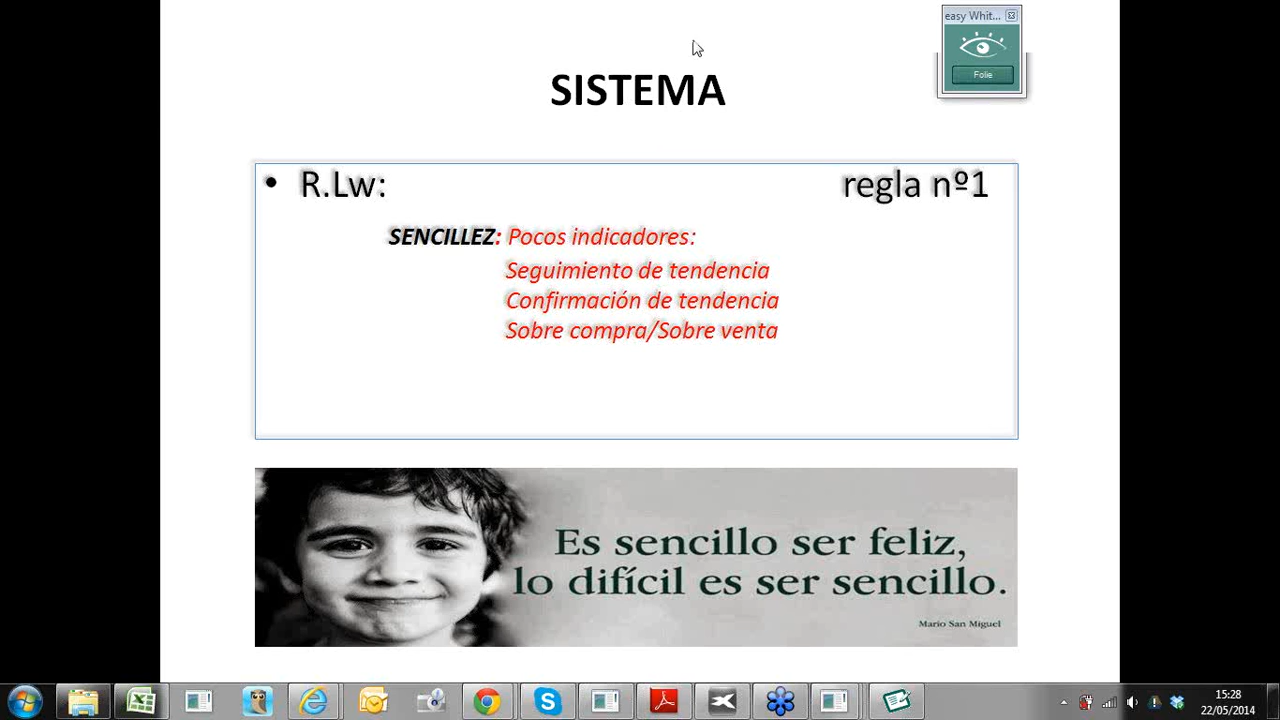 easy Whit...
Folie
SISTEMA
• R.Lw: regla nº1
SENCILLEZ: Pocos indicadores:
Seguimiento de tendencia
Confirmación de tendencia
Sobre compra/Sobre venta
Es sencillo ser feliz,
lo difícil es ser sencillo.
Mario San Miguel
15:28
22/05/2014